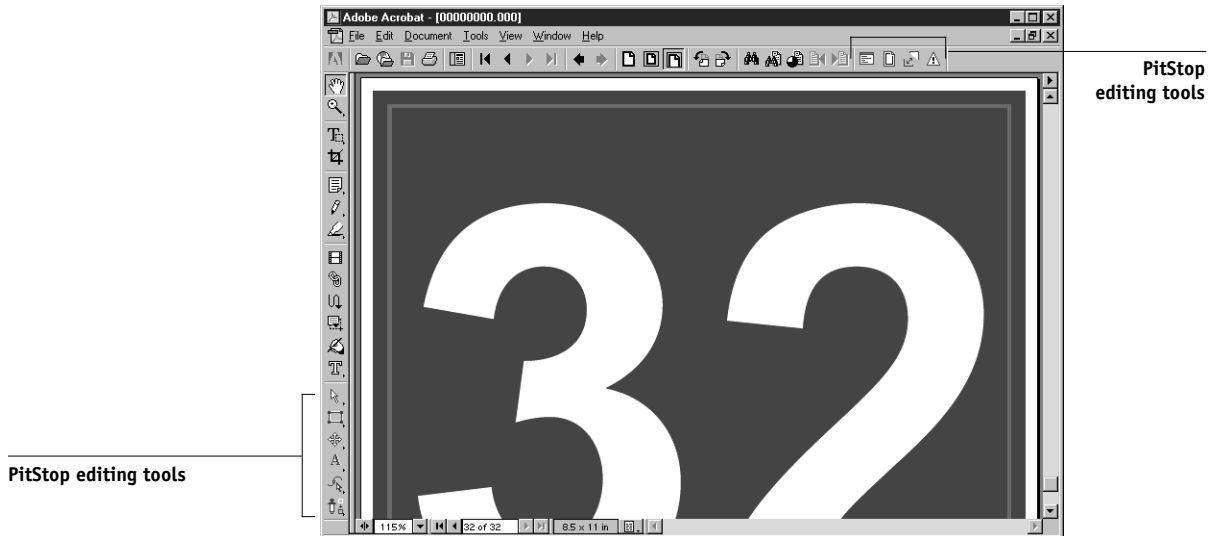 Adobe Acrobat - [00000000.000]
File Edit Document Tools View Window Help
PitStop
editing tools
32
PitStop editing tools
115% 32 of 32 8.5 x 11 in